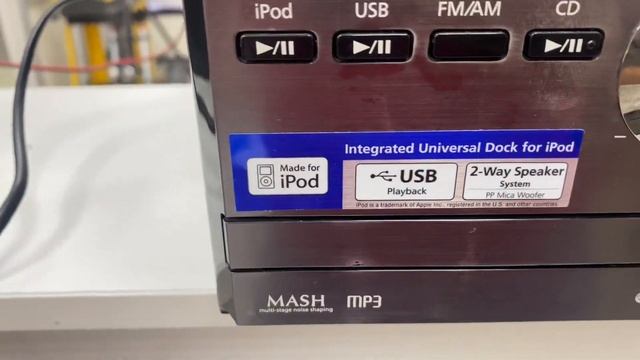 iPod USB FM/AM CD
Integrated Universal Dock for iPod
Made for
iPod
USB
Playback
2-Way Speaker
System
PP Mica Woofer
iPod is a trademark of Apple Inc., registered in the U.S. and other countries.
MASH
multi-stage noise shaping
MP3